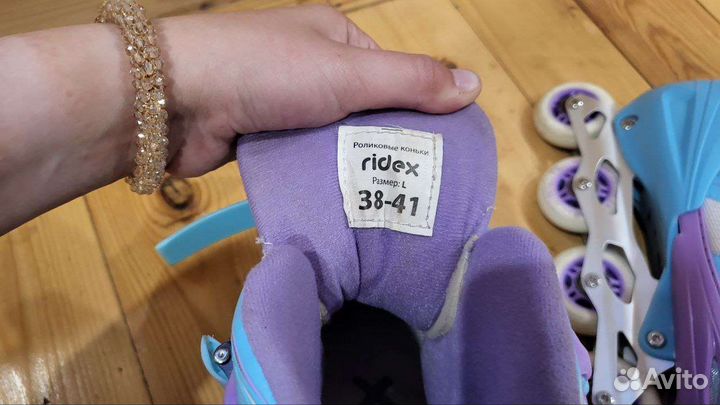 Роликовые коньки
ridex
Размер: L
38-41
Avito